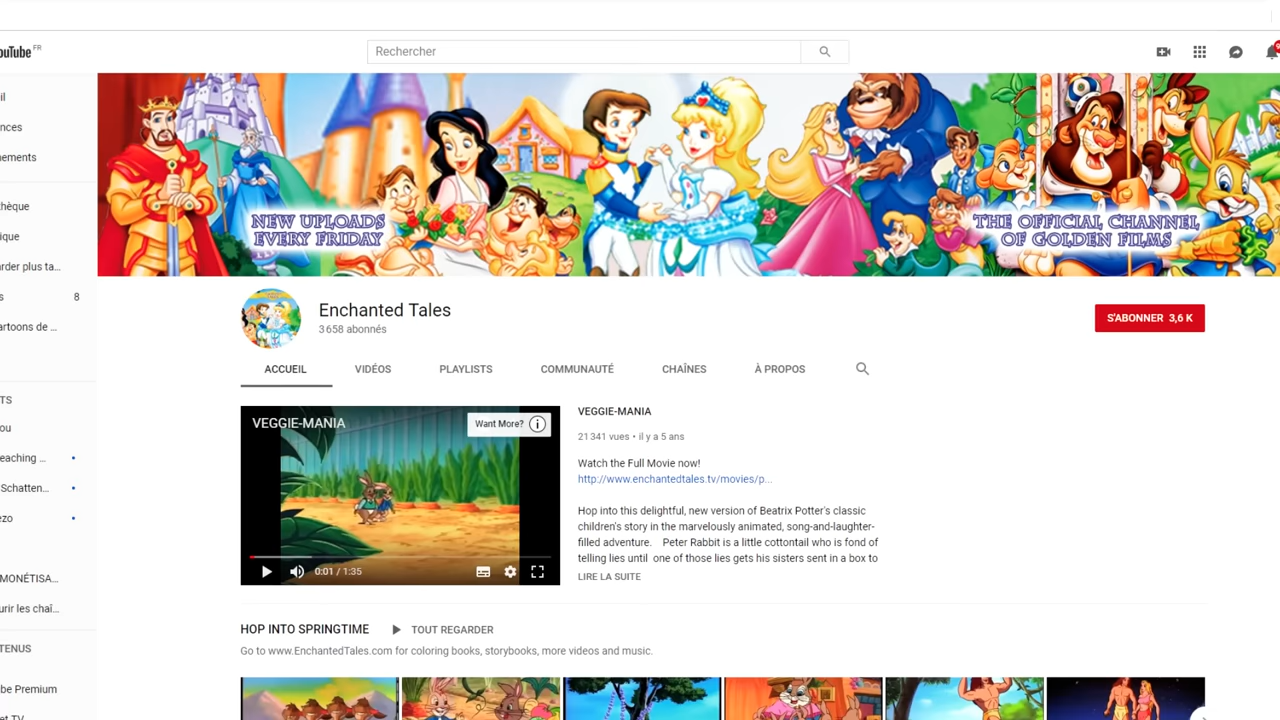 ouTube FR
Rechercher
il
nces
nements
thèque
ique
arder plus ta...
s 8
artoons de ...
TS
ou
eaching ...
Schatten...
ezo
MONÉTISA...
urir les chaî...
TENUS
be Premium
et TV
NEW UPLOADS
EVERY FRIDAY
THE OFFICIAL CHANNEL
OF GOLDEN FILMS
Enchanted Tales
3 658 abonnés
S'ABONNER 3,6 K
ACCUEIL VIDÉOS PLAYLISTS COMMUNAUTÉ CHAÎNES À PROPOS
VEGGIE-MANIA
Want More?
0:01 / 1:35
VEGGIE-MANIA
21 341 vues • il y a 5 ans
Watch the Full Movie now!
http://www.enchantedtales.tv/movies/p...
Hop into this delightful, new version of Beatrix Potter's classic
children's story in the marvelously animated, song-and-laughter-
filled adventure. Peter Rabbit is a little cottontail who is fond of
telling lies until one of those lies gets his sisters sent in a box to
LIRE LA SUITE
HOP INTO SPRINGTIME TOUT REGARDER
Go to www.EnchantedTales.com for coloring books, storybooks, more videos and music.